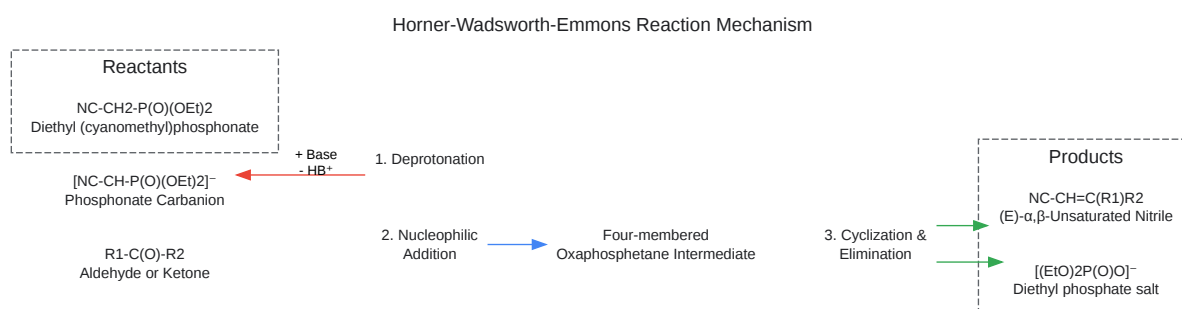 Horner-Wadsworth-Emmons Reaction Mechanism
Reactants
NC-CH2-P(O)(OEt)2
Diethyl (cyanomethyl)phosphonate
+ Base
- HB⁺
1. Deprotonation
[NC-CH-P(O)(OEt)2]⁻
Phosphonate Carbanion
R1-C(O)-R2
Aldehyde or Ketone
2. Nucleophilic
Addition
Four-membered
Oxaphosphetane Intermediate
3. Cyclization &
Elimination
Products
NC-CH=C(R1)R2
(E)-α,β-Unsaturated Nitrile
[(EtO)2P(O)O]⁻
Diethyl phosphate salt